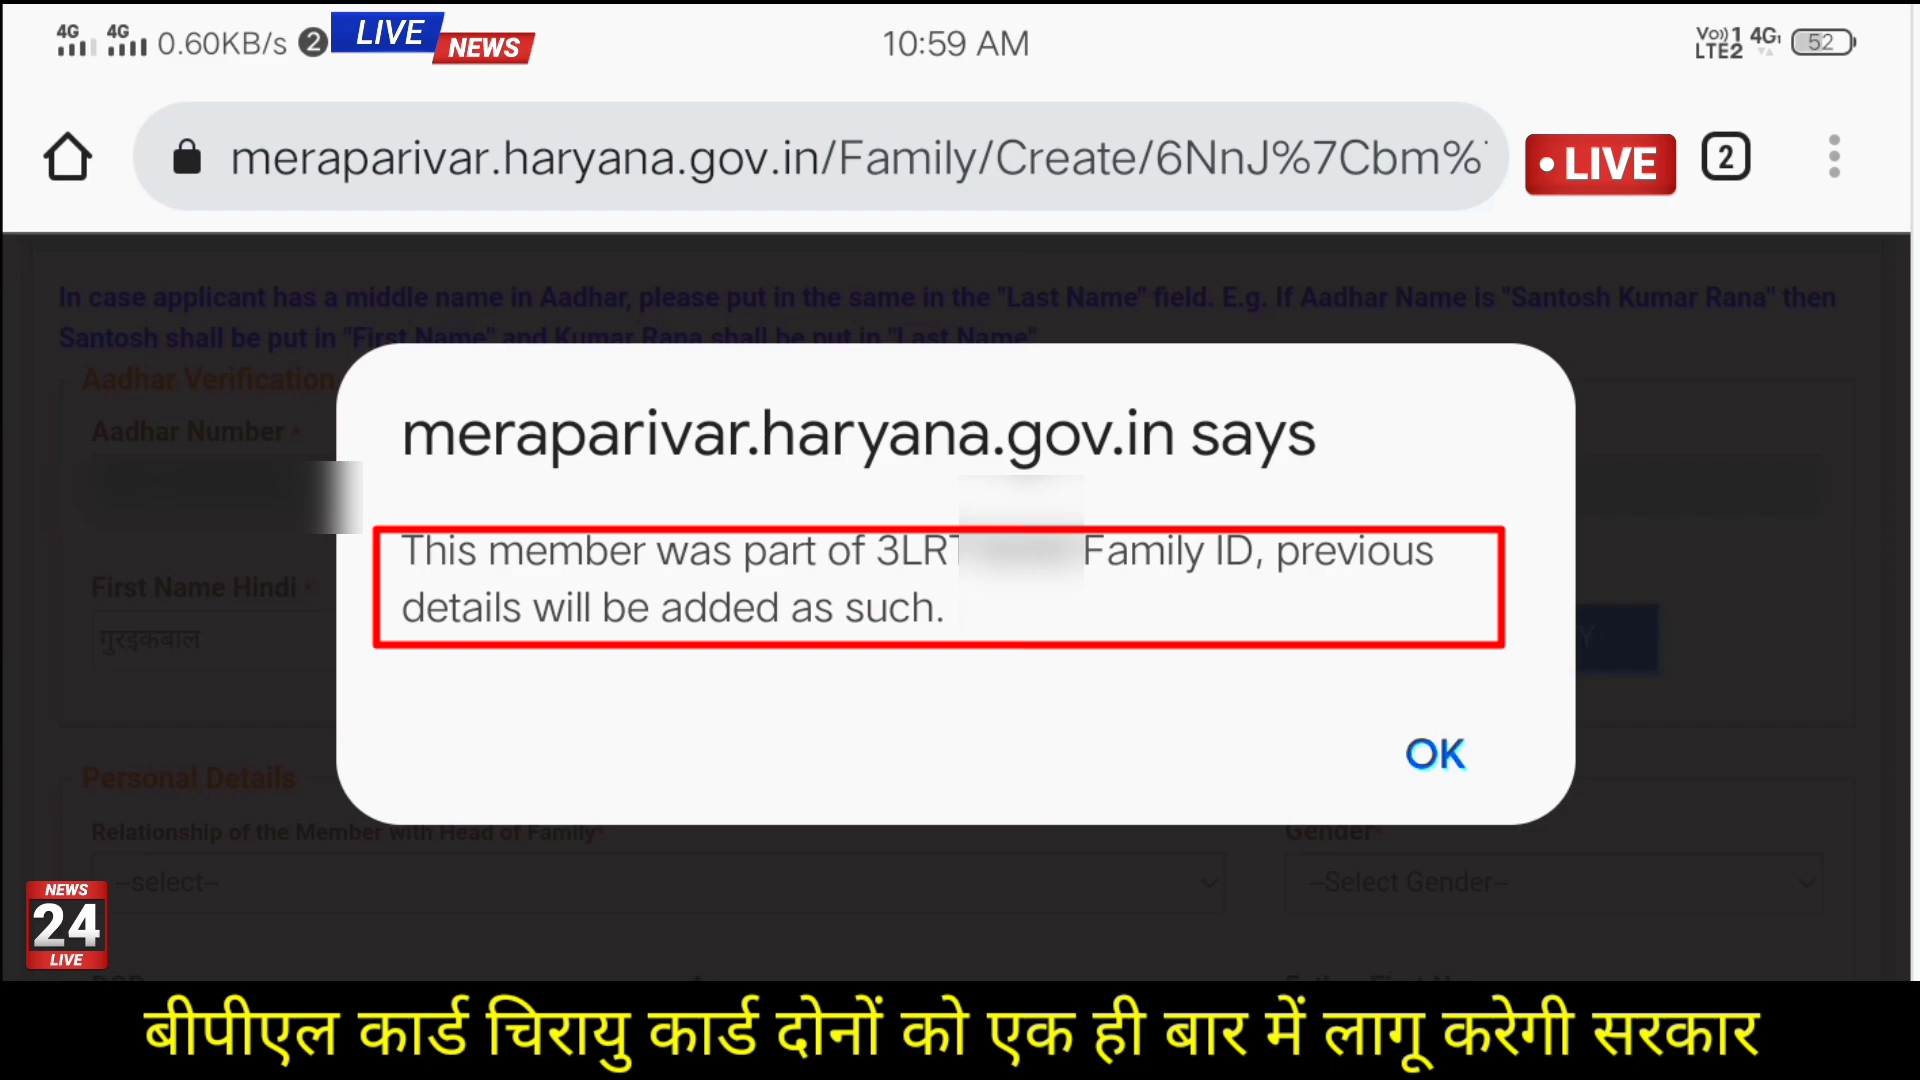 4G 4G 0.60KB/s 2 LIVE NEWS 10:59 AM Vo)) 1 4G LTE2 52
meraparivar.haryana.gov.in/Family/Create/6NnJ%7Cbm% LIVE 2
In case applicant has a middle name in Aadhar, please put in the same in the "Last Name" field. E.g. If Aadhar Name is "Santosh Kumar Rana" then
Santosh shall be put in "First Name" and Kumar Rana shall be put in "Last Name"
Aadhar Verification
Aadhar Number *
meraparivar.haryana.gov.in says
This member was part of 3LR Family ID, previous
details will be added as such.
First Name Hindi *
गुरइकबाल
OK
Personal Details
Relationship of the Member with Head of Family*
Gender*
--select--
--Select Gender--
NEWS
24
LIVE
बीपीएल कार्ड चिरायु कार्ड दोनों को एक ही बार में लागू करेगी सरकार